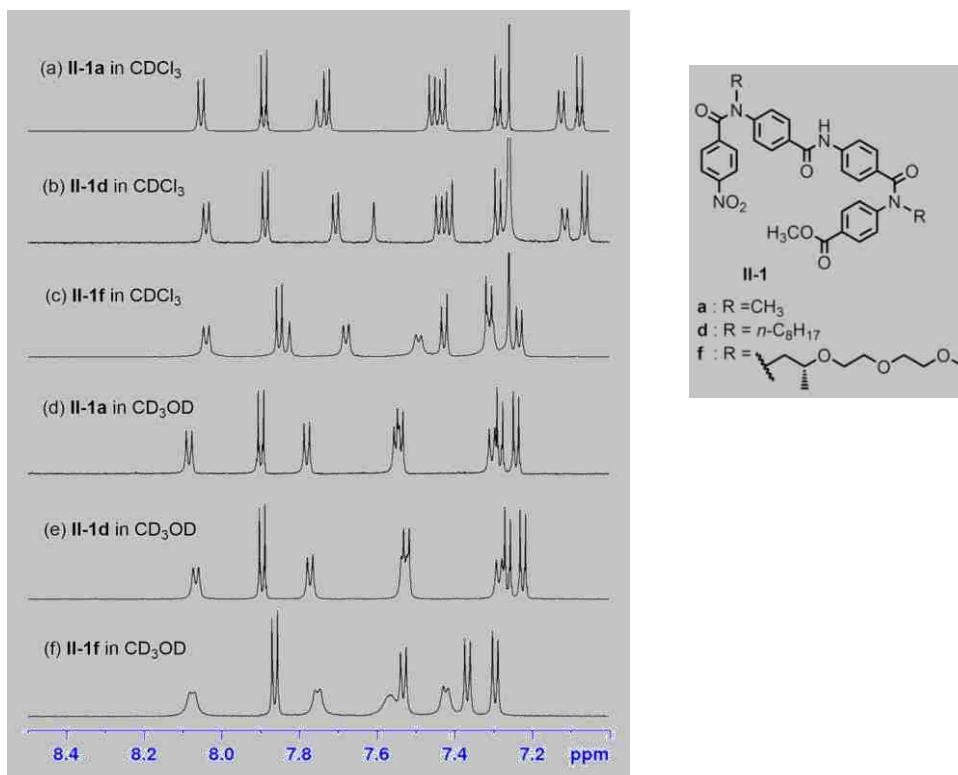 (a) II-1a in CDCl3
(b) II-1d in CDCl3
(c) II-1f in CDCl3
(d) II-1a in CD3OD
(e) II-1d in CD3OD
(f) II-1f in CD3OD
8.4 8.2 8.0 7.8 7.6 7.4 7.2 ppm
R
O
N
H
N
O
O
N
R
NO2
H3CO
O
II-1
a : R =CH3
d : R = n-C8H17
f : R =
O
O
O